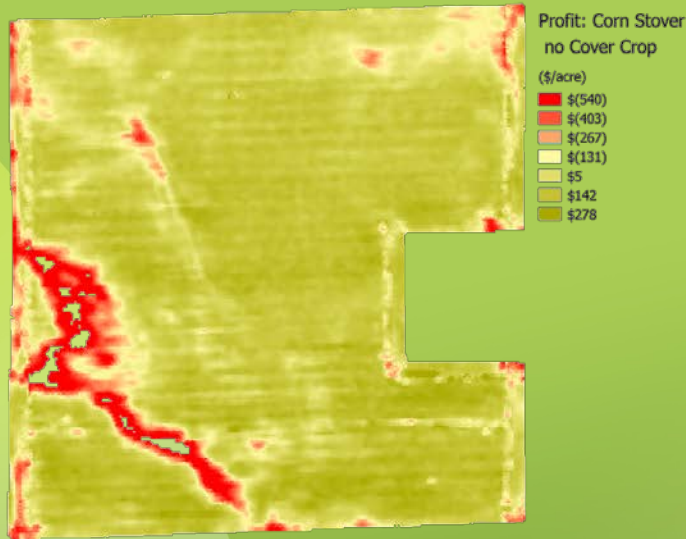 Profit: Corn Stover
no Cover Crop
($/acre)
$(540)
$(403)
$(267)
$(131)
$5
$142
$278